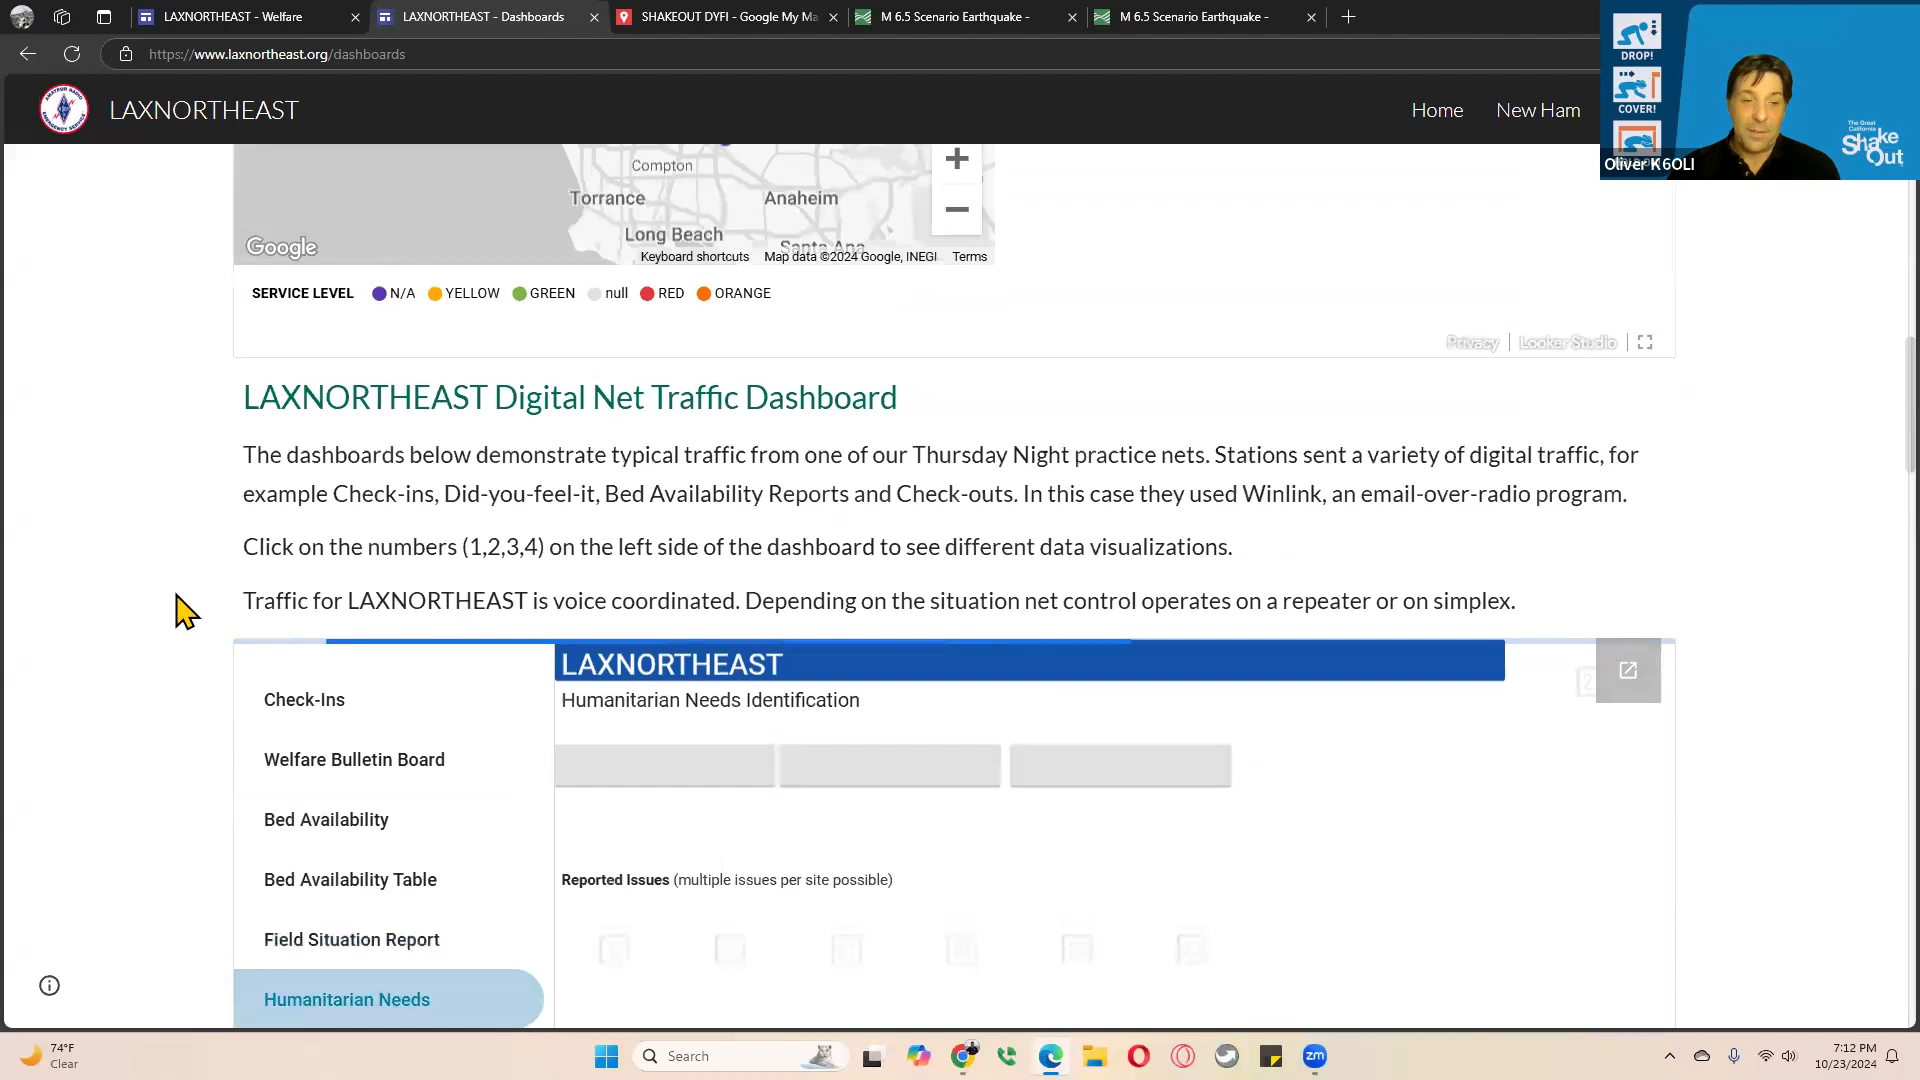 LAXNORTHEAST - Welfare
LAXNORTHEAST - Dashboards
SHAKEOUT DYFI - Google My Ma
M 6.5 Scenario Earthquake -
M 6.5 Scenario Earthquake -
https://www.laxnortheast.org/dashboards
LAXNORTHEAST
Home
New Ham
DROP!
COVER!
The Great
California
Shake
Out
Oliver K6OLI
Compton
Torrance
Anaheim
Long Beach
Santa Ana
Google
Keyboard shortcuts
Map data ©2024 Google, INEGI
Terms
SERVICE LEVEL N/A YELLOW GREEN null RED ORANGE
Privacy
Looker Studio
LAXNORTHEAST Digital Net Traffic Dashboard
The dashboards below demonstrate typical traffic from one of our Thursday Night practice nets. Stations sent a variety of digital traffic, for
example Check-ins, Did-you-feel-it, Bed Availability Reports and Check-outs. In this case they used Winlink, an email-over-radio program.
Click on the numbers (1,2,3,4) on the left side of the dashboard to see different data visualizations.
Traffic for LAXNORTHEAST is voice coordinated. Depending on the situation net control operates on a repeater or on simplex.
LAXNORTHEAST
Humanitarian Needs Identification
Check-Ins
Welfare Bulletin Board
Bed Availability
Bed Availability Table
Reported Issues (multiple issues per site possible)
Field Situation Report
Humanitarian Needs
74°F
Clear
Search
zm
7:12 PM
10/23/2024